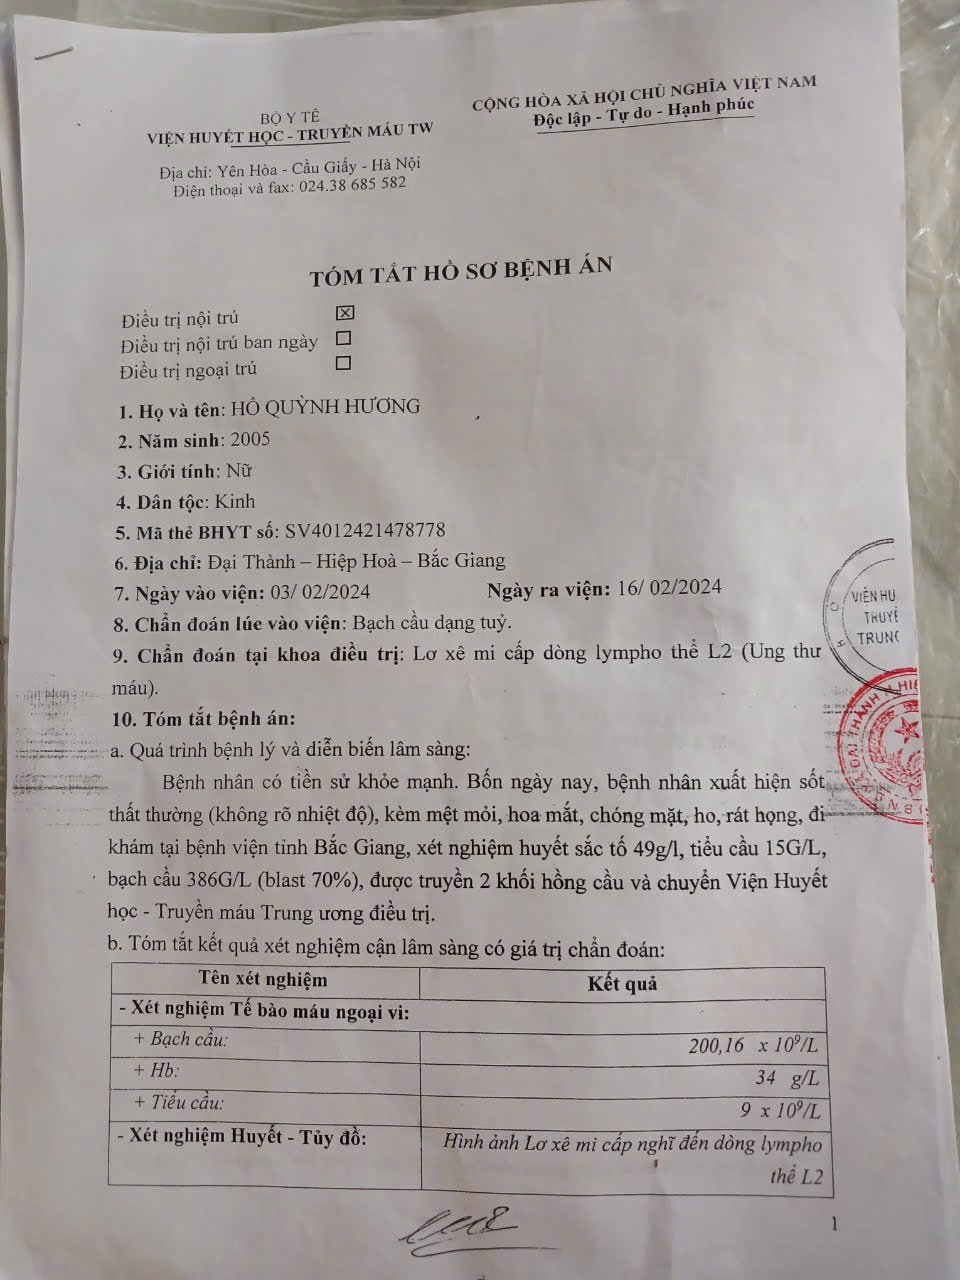 BỘ Y TẾ
VIỆN HUYẾT HỌC - TRUYỀN MÁU TW
Địa chỉ: Yên Hòa - Cầu Giấy - Hà Nội
Điện thoại và fax: 024.38 685 582
CỘNG HÒA XÃ HỘI CHỦ NGHĨA VIỆT NAM
Độc lập - Tự do - Hạnh phúc
TÓM TẮT HỒ SƠ BỆNH ÁN
Điều trị nội trú ☒
Điều trị nội trú ban ngày ☐
Điều trị ngoại trú ☐
1. Họ và tên: HỒ QUỲNH HƯƠNG
2. Năm sinh: 2005
3. Giới tính: Nữ
4. Dân tộc: Kinh
5. Mã thẻ BHYT số: SV4012421478778
6. Địa chỉ: Đại Thành – Hiệp Hoà – Bắc Giang
7. Ngày vào viện: 03/ 02/2024 Ngày ra viện: 16/ 02/2024
8. Chẩn đoán lúc vào viện: Bạch cầu dạng tuỷ.
9. Chẩn đoán tại khoa điều trị: Lơ xê mi cấp dòng lympho thể L2 (Ung thư
máu).
10. Tóm tắt bệnh án:
a. Quá trình bệnh lý và diễn biến lâm sàng:
Bệnh nhân có tiền sử khỏe mạnh. Bốn ngày nay, bệnh nhân xuất hiện sốt
thất thường (không rõ nhiệt độ), kèm mệt mỏi, hoa mắt, chóng mặt, ho, rát họng, đi
khám tại bệnh viện tỉnh Bắc Giang, xét nghiệm huyết sắc tố 49g/l, tiểu cầu 15G/L,
bạch cầu 386G/L (blast 70%), được truyền 2 khối hồng cầu và chuyển Viện Huyết
học - Truyền máu Trung ương điều trị.
b. Tóm tắt kết quả xét nghiệm cận lâm sàng có giá trị chẩn đoán:
Tên xét nghiệm Kết quả
- Xét nghiệm Tế bào máu ngoại vi:
+ Bạch cầu: 200,16 x 10⁹/L
+ Hb: 34 g/L
+ Tiểu cầu: 9 x 10⁹/L
- Xét nghiệm Huyết - Tủy đồ: Hình ảnh Lơ xê mi cấp nghĩ đến dòng lympho
thể L2
1
VIỆN HU
TRUYỀ
TRUNG
ĐẠI THÀNH